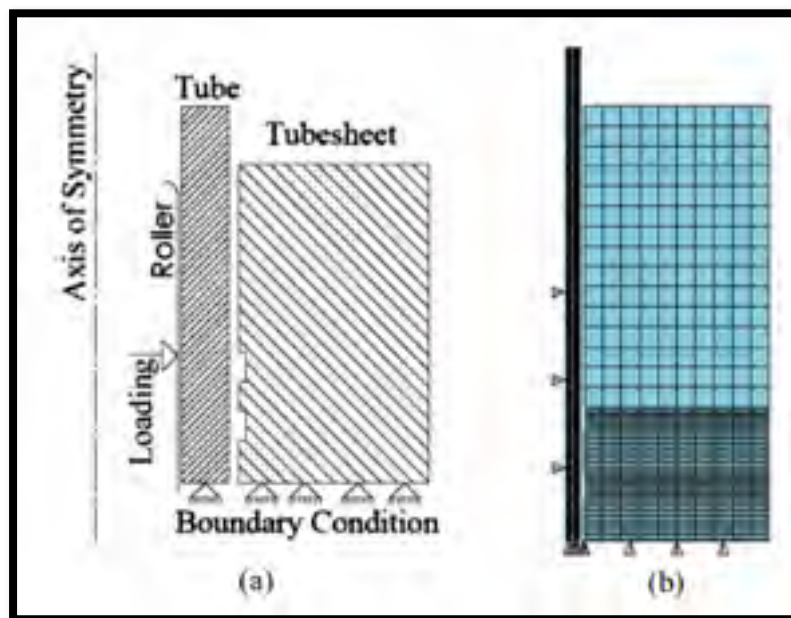 Tube
Tubesheet
Axis of Symmetry
Roller
Loading
Boundary Condition
(a)
(b)